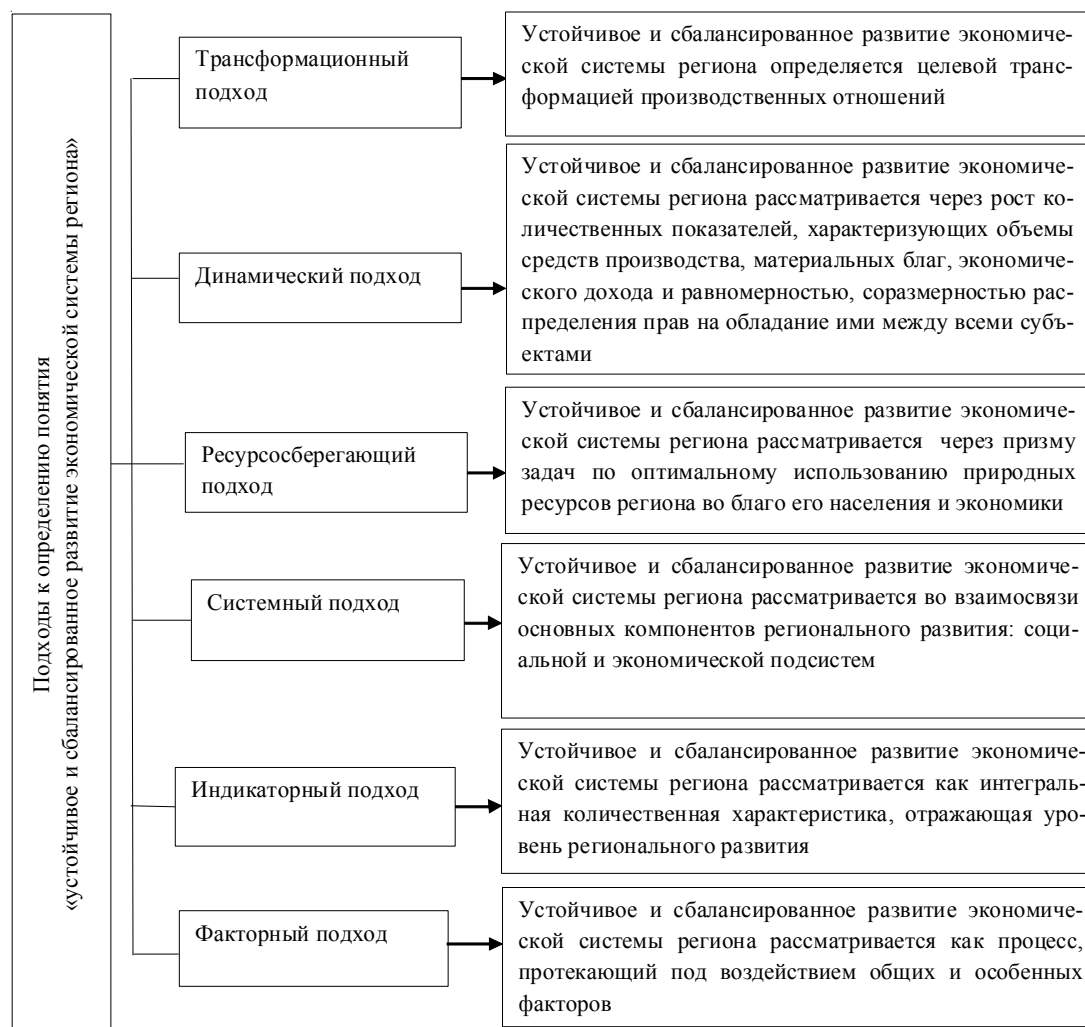 Подходы к определению понятия
«устойчивое и сбалансированное развитие экономической системы региона»
Трансформационный
подход
Устойчивое и сбалансированное развитие экономиче-
ской системы региона определяется целевой транс-
формацией производственных отношений
Динамический подход
Устойчивое и сбалансированное развитие экономиче-
ской системы региона рассматривается через рост ко-
личественных показателей, характеризующих объемы
средств производства, материальных благ, экономиче-
ского дохода и равномерностью, соразмерностью рас-
пределения прав на обладание ими между всеми субъ-
ектами
Ресурсосберегающий
подход
Устойчивое и сбалансированное развитие экономиче-
ской системы региона рассматривается через призму
задач по оптимальному использованию природных
ресурсов региона во благо его населения и экономики
Системный подход
Устойчивое и сбалансированное развитие экономиче-
ской системы региона рассматривается во взаимосвязи
основных компонентов регионального развития: соци-
альной и экономической подсистем
Индикаторный подход
Устойчивое и сбалансированное развитие экономиче-
ской системы региона рассматривается как интеграль-
ная количественная характеристика, отражающая уро-
вень регионального развития
Факторный подход
Устойчивое и сбалансированное развитие экономиче-
ской системы региона рассматривается как процесс,
протекающий под воздействием общих и особенных
факторов